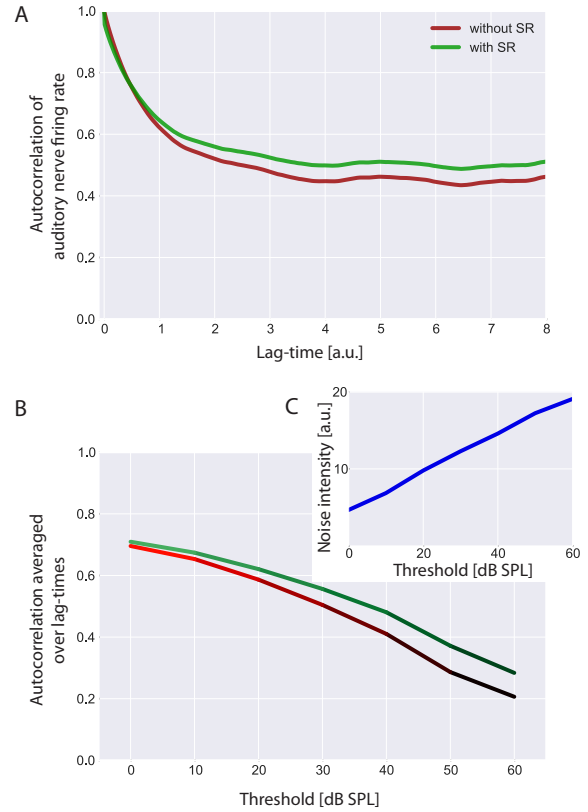 A
1.0
0.8
0.6
0.4
0.2
0.0
Autocorrelation of
auditory nerve firing rate
without SR
with SR
0 1 2 3 4 5 6 7 8
Lag-time [a.u.]
B
1.0
0.8
0.6
0.4
0.2
0.0
Autocorrelation averaged
over lag-times
0 10 20 30 40 50 60
Threshold [dB SPL]
C
20
10
Noise intensity [a.u.]
0 20 40 60
Threshold [dB SPL]